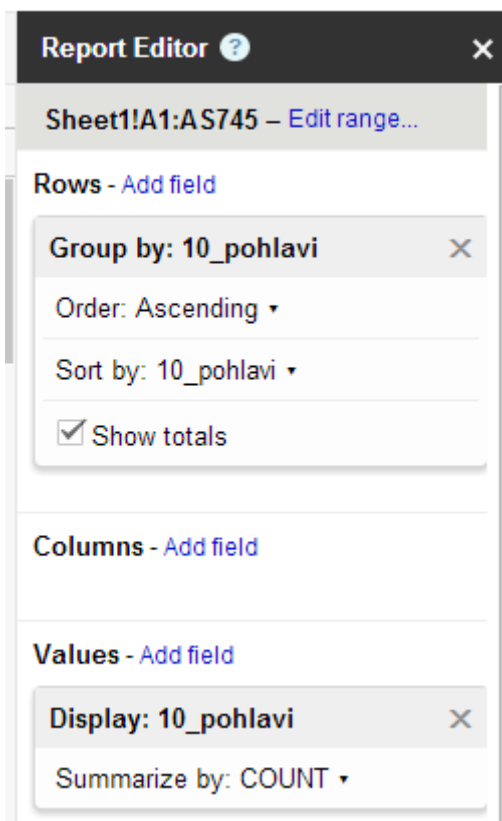 Report Editor ?
Sheet1!A1:AS745 – Edit range...
Rows - Add field
Group by: 10_pohlavi
Order: Ascending
Sort by: 10_pohlavi
Show totals
Columns - Add field
Values - Add field
Display: 10_pohlavi
Summarize by: COUNT